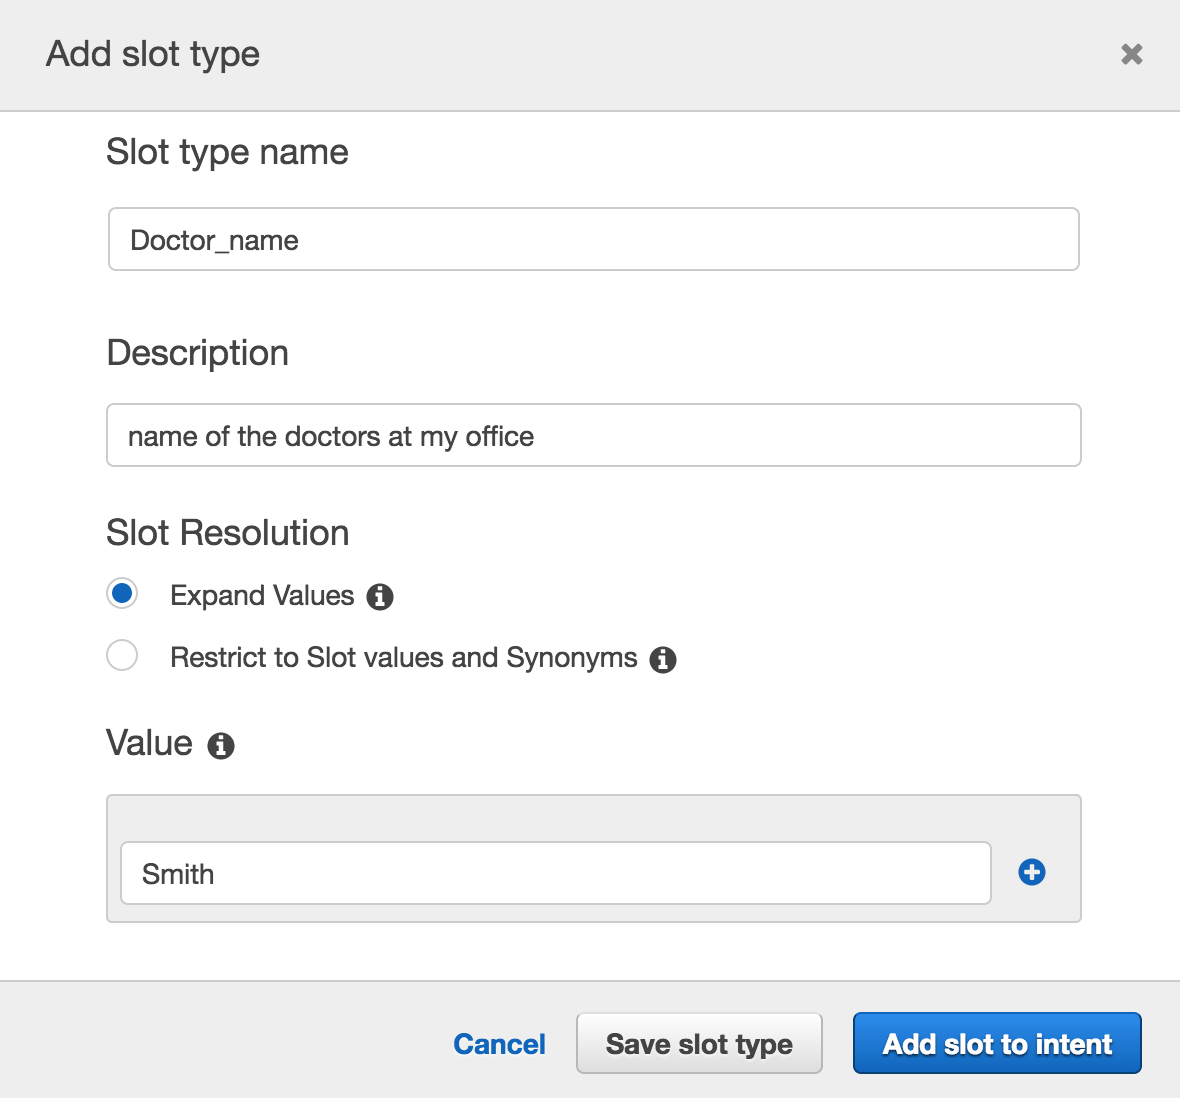 Add slot type
Slot type name
Doctor_name
Description
name of the doctors at my office
Slot Resolution
Expand Values
Restrict to Slot values and Synonyms
Value
Smith
Cancel
Save slot type
Add slot to intent